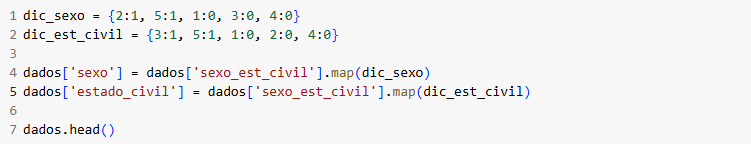 1 dic_sexo = {2:1, 5:1, 1:0, 3:0, 4:0}
2 dic_est_civil = {3:1, 5:1, 1:0, 2:0, 4:0}
3
4 dados['sexo'] = dados['sexo_est_civil'].map(dic_sexo)
5 dados['estado_civil'] = dados['sexo_est_civil'].map(dic_est_civil)
6
7 dados.head()